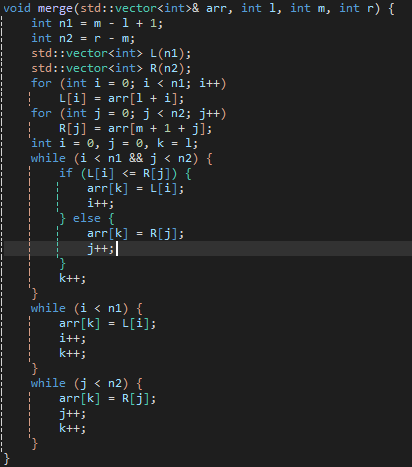 void merge(std::vector<int>& arr, int l, int m, int r) {
    int n1 = m - l + 1;
    int n2 = r - m;
    std::vector<int> L(n1);
    std::vector<int> R(n2);
    for (int i = 0; i < n1; i++)
        L[i] = arr[l + i];
    for (int j = 0; j < n2; j++)
        R[j] = arr[m + 1 + j];
    int i = 0, j = 0, k = l;
    while (i < n1 && j < n2) {
        if (L[i] <= R[j]) {
            arr[k] = L[i];
            i++;
        } else {
            arr[k] = R[j];
            j++;
        }
        k++;
    }
    while (i < n1) {
        arr[k] = L[i];
        i++;
        k++;
    }
    while (j < n2) {
        arr[k] = R[j];
        j++;
        k++;
    }
}